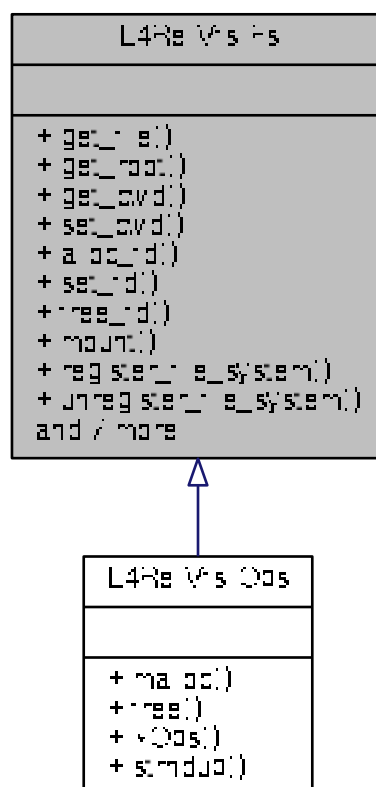 L4Re Vfs Fs
+ get_file()
+ get_root()
+ get_cwd()
+ set_cwd()
+ alloc_fd()
+ set_fd()
+ free_fd()
+ mount()
+ register_file_system()
+ unregister_file_system()
and 7 more
L4Re Vfs Ops
+ malloc()
+ free()
+ ~Ops()
+ strndup()